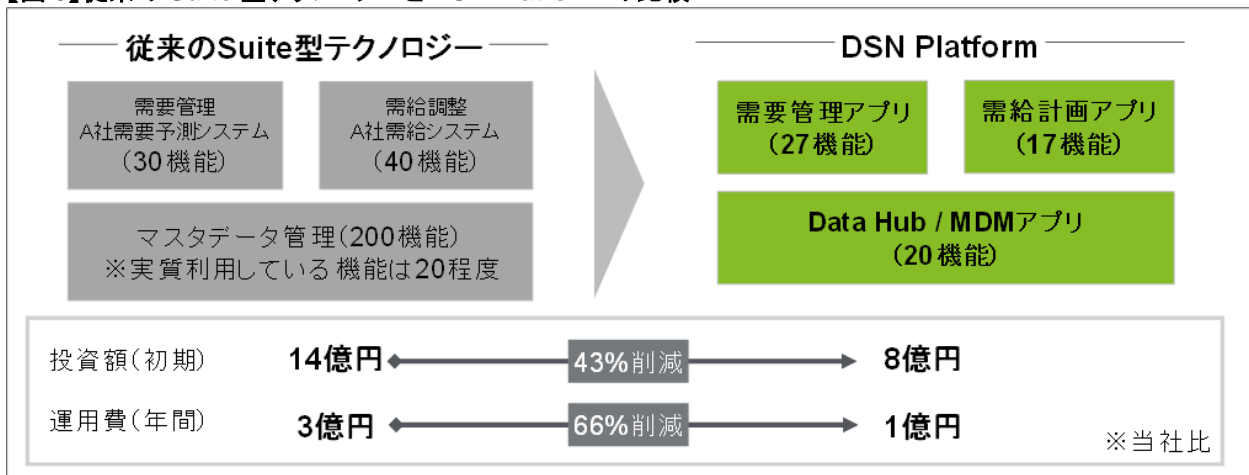 従来のSuite型テクノロジー
DSN Platform
需要管理
A社需要予測システム
(30機能)
需給調整
A社需給システム
(40機能)
マスタデータ管理(200機能)
※実質利用している機能は20程度
需要管理アプリ
(27機能)
需給計画アプリ
(17機能)
Data Hub / MDMアプリ
(20機能)
投資額(初期) 14億円 43%削減 8億円
運用費(年間) 3億円 66%削減 1億円
※当社比